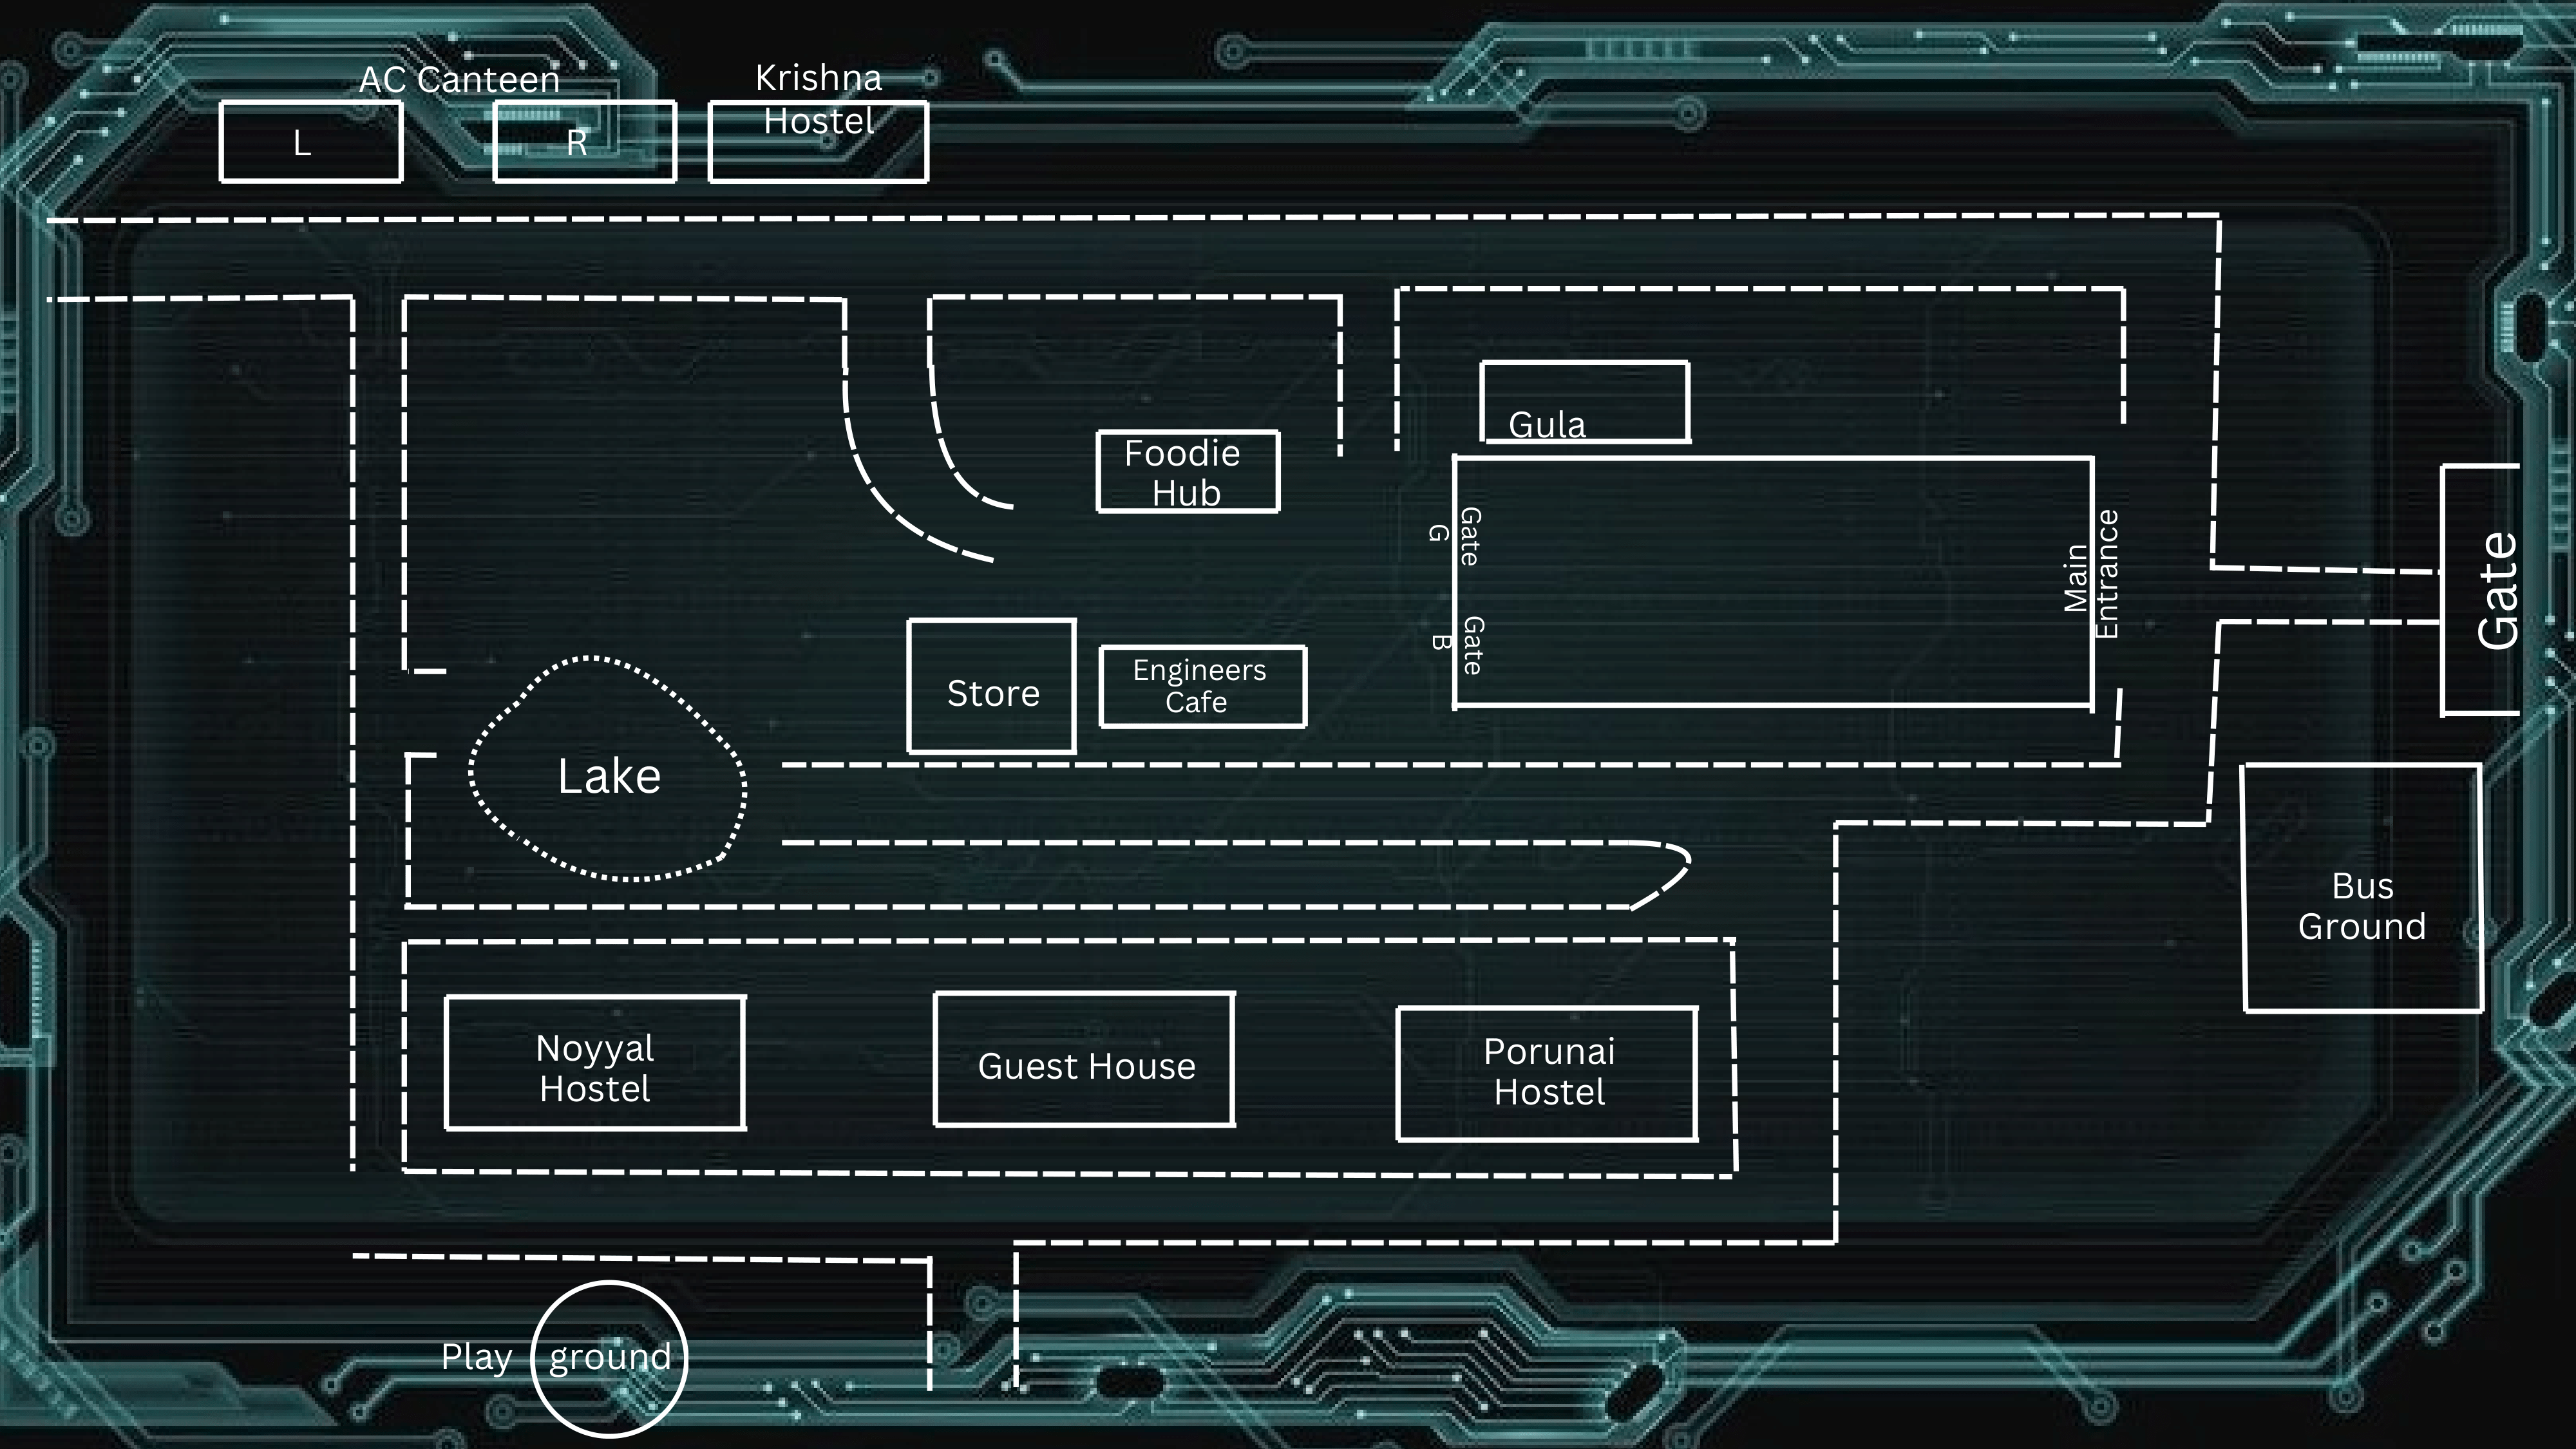 AC Canteen
L
R
Krishna
Hostel
Gula
Foodie
Hub
Gate
G
Gate
B
Main
Entrance
Gate
Store
Engineers
Cafe
Lake
Bus
Ground
Noyyal
Hostel
Guest House
Porunai
Hostel
Play ground